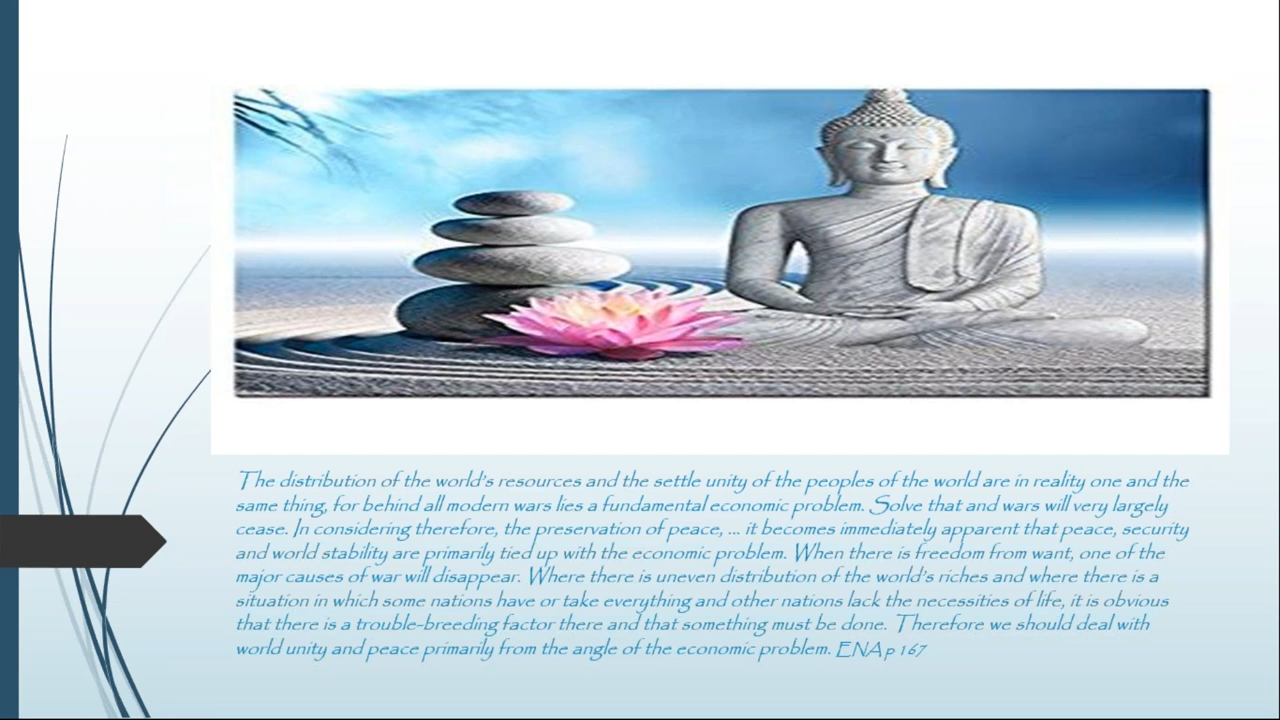 The distribution of the world's resources and the settle unity of the peoples of the world are in reality one and the
same thing, for behind all modern wars lies a fundamental economic problem. Solve that and wars will very largely
cease. In considering therefore, the preservation of peace, ... it becomes immediately apparent that peace, security
and world stability are primarily tied up with the economic problem. When there is freedom from want, one of the
major causes of war will disappear. Where there is uneven distribution of the world's riches and where there is a
situation in which some nations have or take everything and other nations lack the necessities of life, it is obvious
that there is a trouble-breeding factor there and that something must be done. Therefore we should deal with
world unity and peace primarily from the angle of the economic problem. ENA p 167